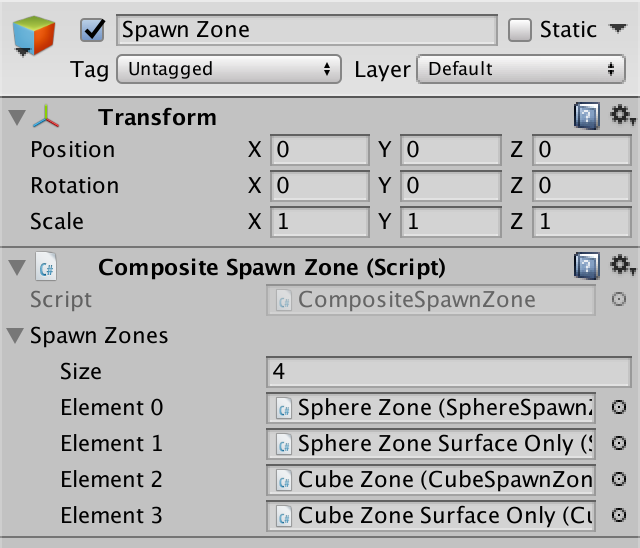 Spawn Zone Static
Tag Untagged Layer Default
Transform
Position X 0 Y 0 Z 0
Rotation X 0 Y 0 Z 0
Scale X 1 Y 1 Z 1
Composite Spawn Zone (Script)
Script CompositeSpawnZone
Spawn Zones
Size 4
Element 0 Sphere Zone (SphereSpawnZ
Element 1 Sphere Zone Surface Only (S
Element 2 Cube Zone (CubeSpawnZon
Element 3 Cube Zone Surface Only (Cu